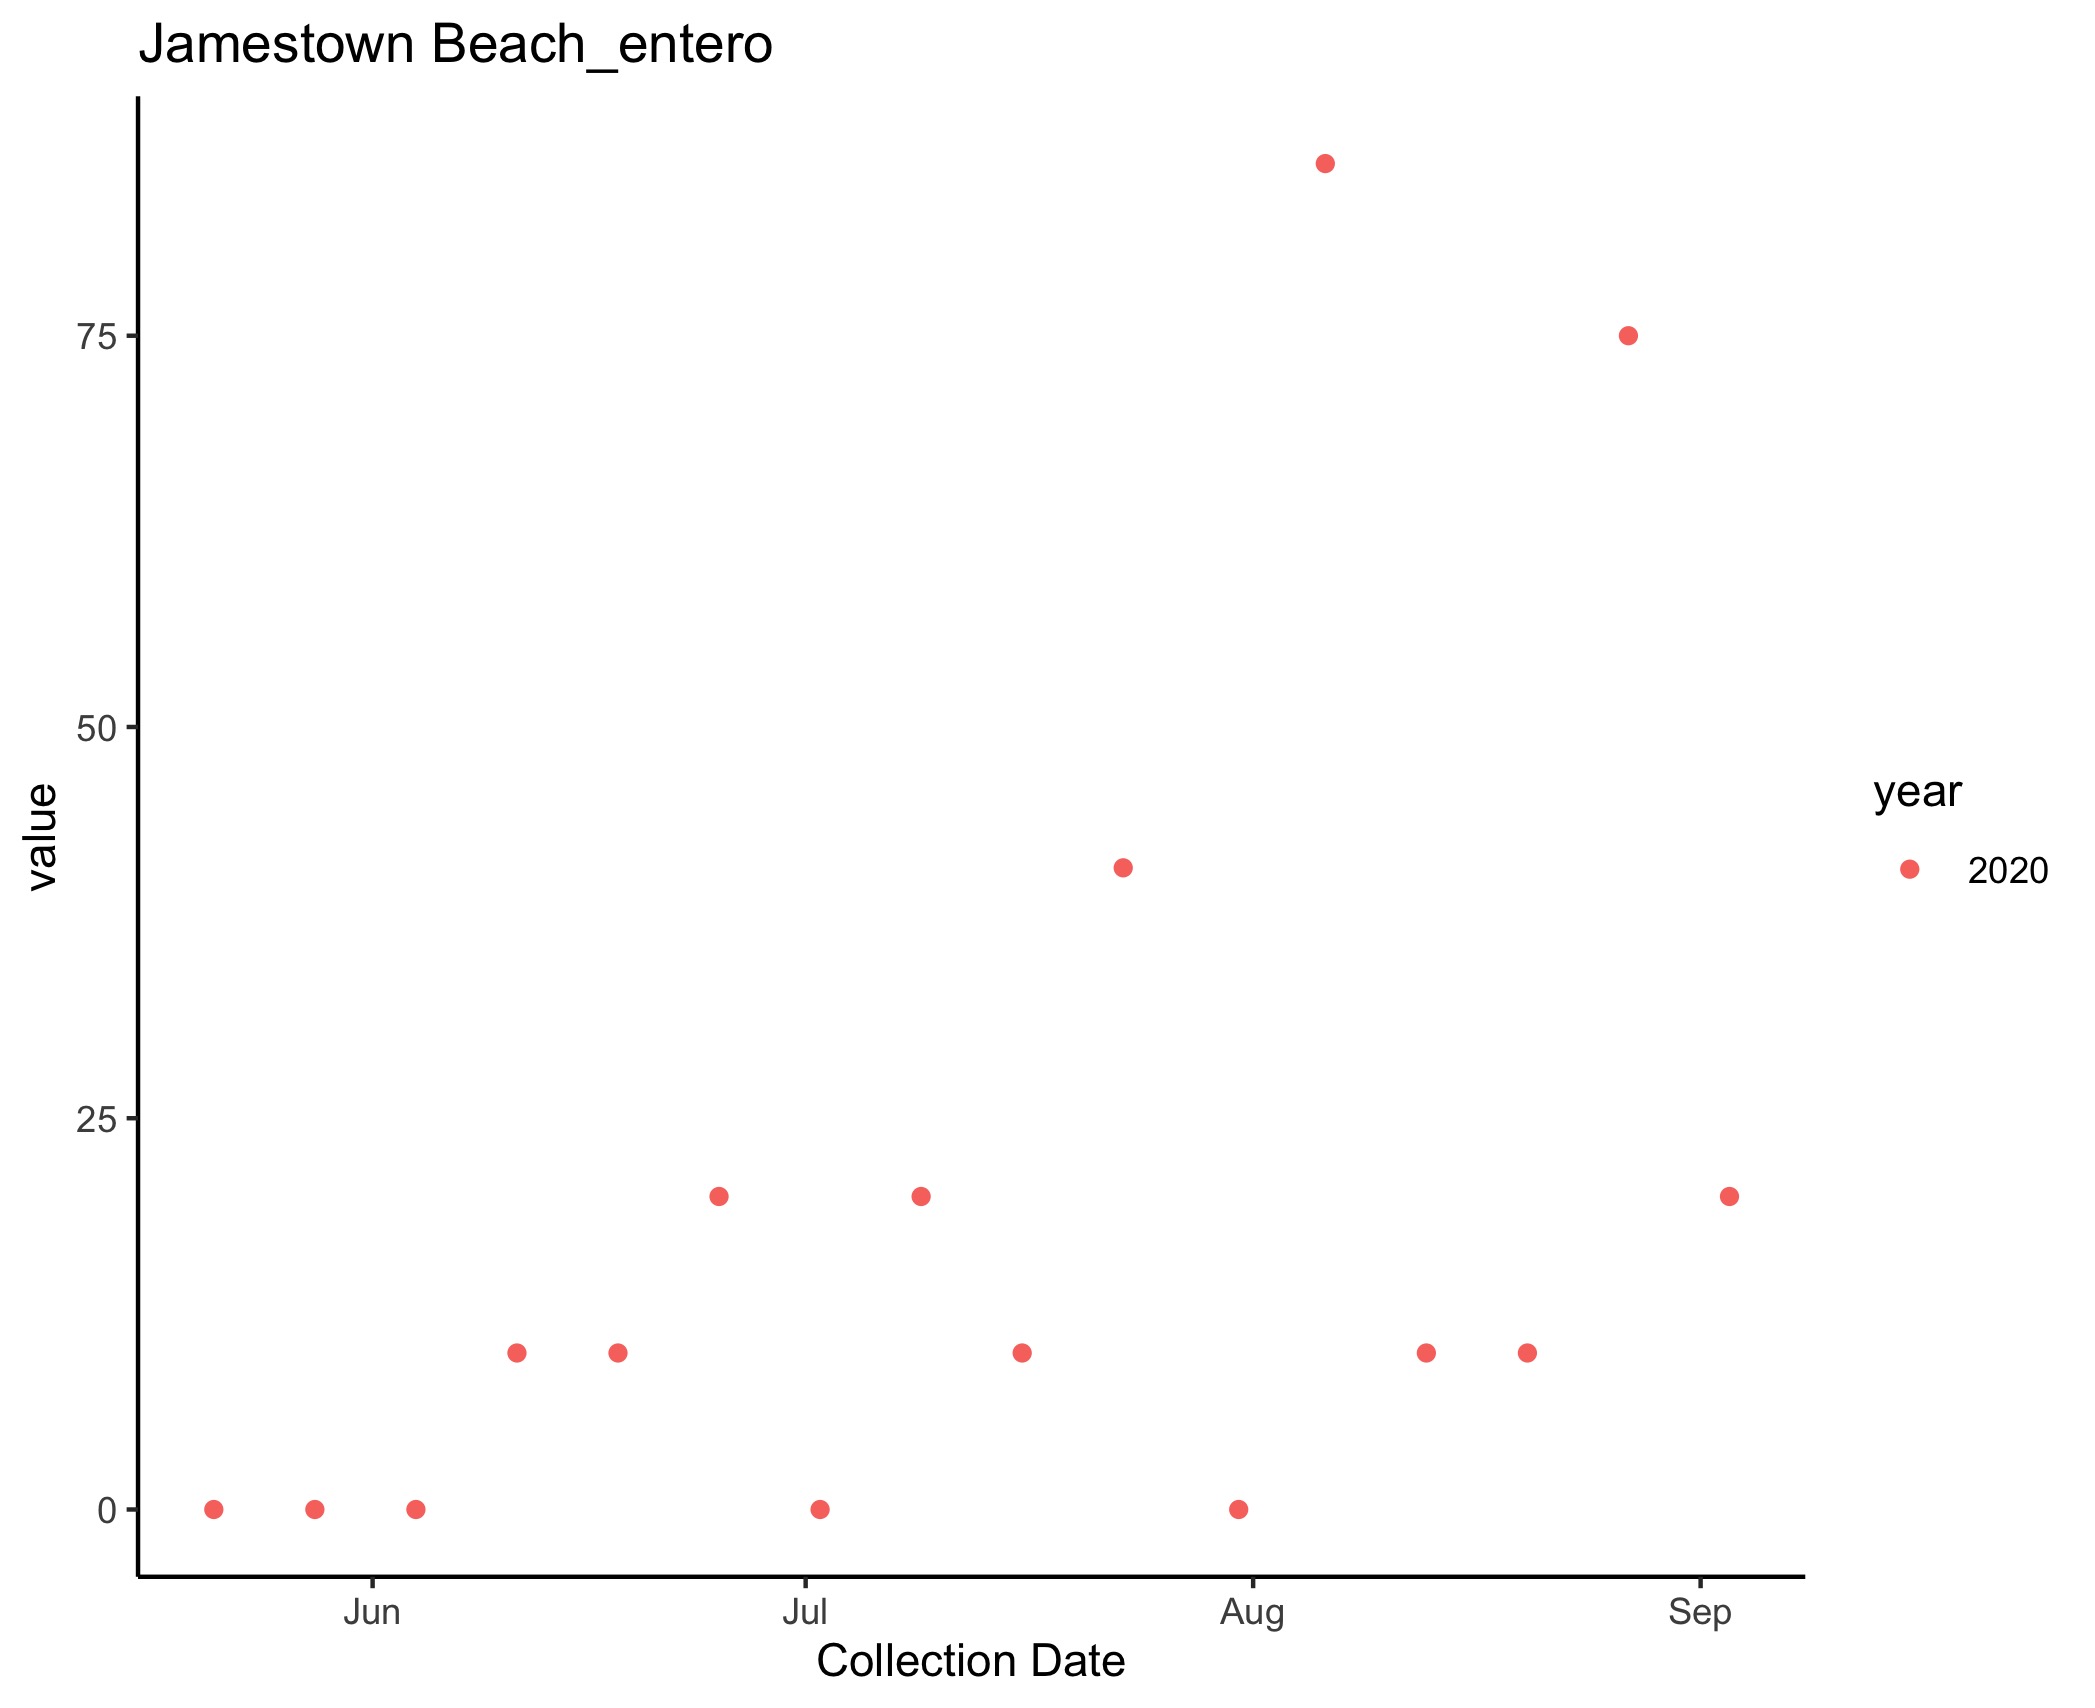 Jamestown Beach_entero
75
50
25
0
value
Jun Jul Aug Sep
Collection Date
year
2020